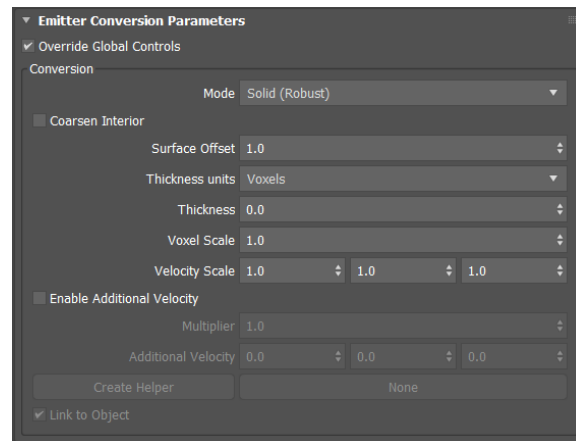 Emitter Conversion Parameters
Override Global Controls
Conversion
Mode Solid (Robust)
Coarsen Interior
Surface Offset 1.0
Thickness units Voxels
Thickness 0.0
Voxel Scale 1.0
Velocity Scale 1.0 1.0 1.0
Enable Additional Velocity
Multiplier 1.0
Additional Velocity 0.0 0.0 0.0
Create Helper None
Link to Object